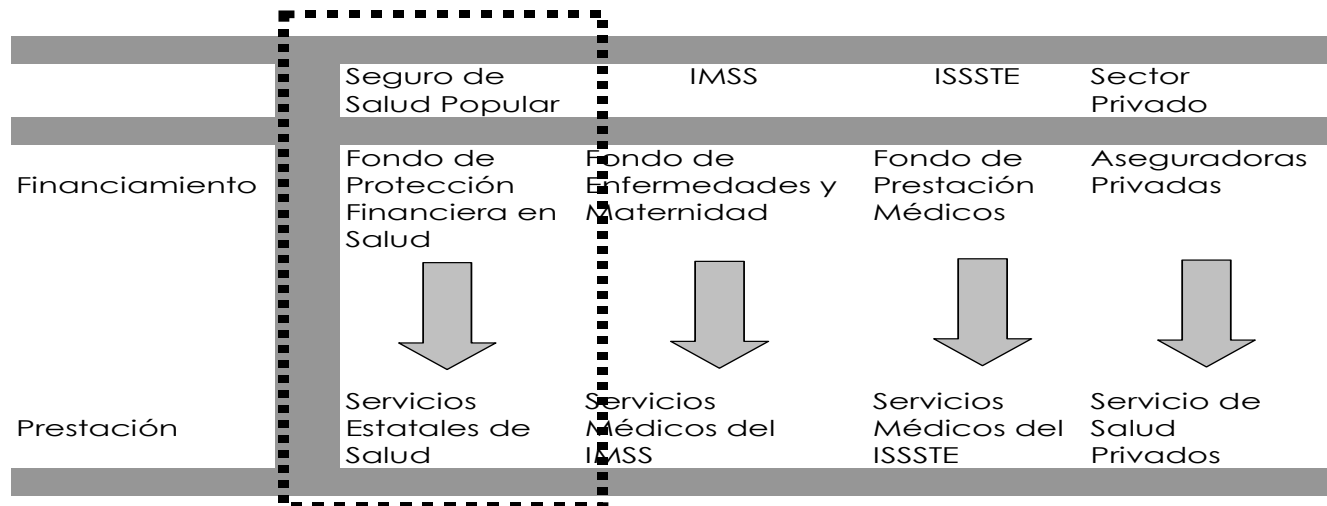 Seguro de
Salud Popular
IMSS
ISSSTE
Sector
Privado
Financiamiento
Fondo de
Protección
Financiera en
Salud
Fondo de
Enfermedades y
Maternidad
Fondo de
Prestación
Médicos
Aseguradoras
Privadas
Prestación
Servicios
Estatales de
Salud
Servicios
Médicos del
IMSS
Servicios
Médicos del
ISSSTE
Servicio de
Salud
Privados